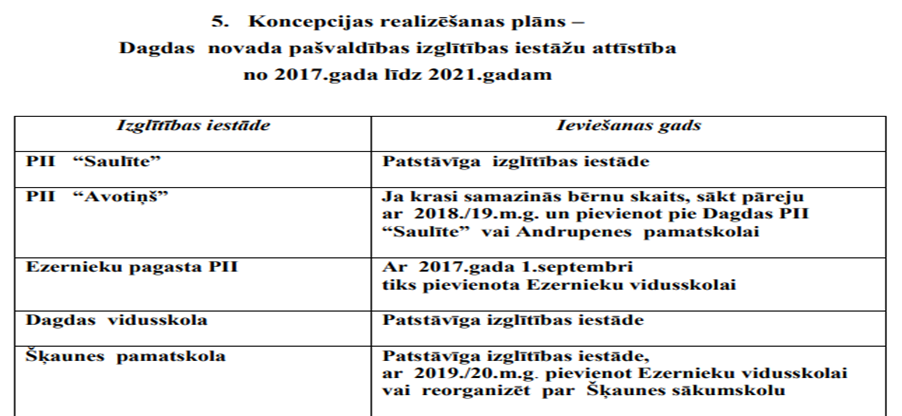 5. Koncepcijas realizēšanas plāns –
Dagdas novada pašvaldības izglītības iestāžu attīstība
no 2017.gada līdz 2021.gadam
Izglītības iestāde
Ieviešanas gads
PII “Saulīte”
Patstāvīga izglītības iestāde
PII “Avotiņš”
Ja krasi samazinās bērnu skaits, sākt pāreju
ar 2018./19.m.g. un pievienot pie Dagdas PII
“Saulīte” vai Andrupenes pamatskolai
Ezernieku pagasta PII
Ar 2017.gada 1.septembri
tiks pievienota Ezernieku vidusskolai
Dagdas vidusskola
Patstāvīga izglītības iestāde
Šķaunes pamatskola
Patstāvīga izglītības iestāde,
ar 2019./20.m.g. pievienot Ezernieku vidusskolai
vai reorganizēt par Šķaunes sākumskolu